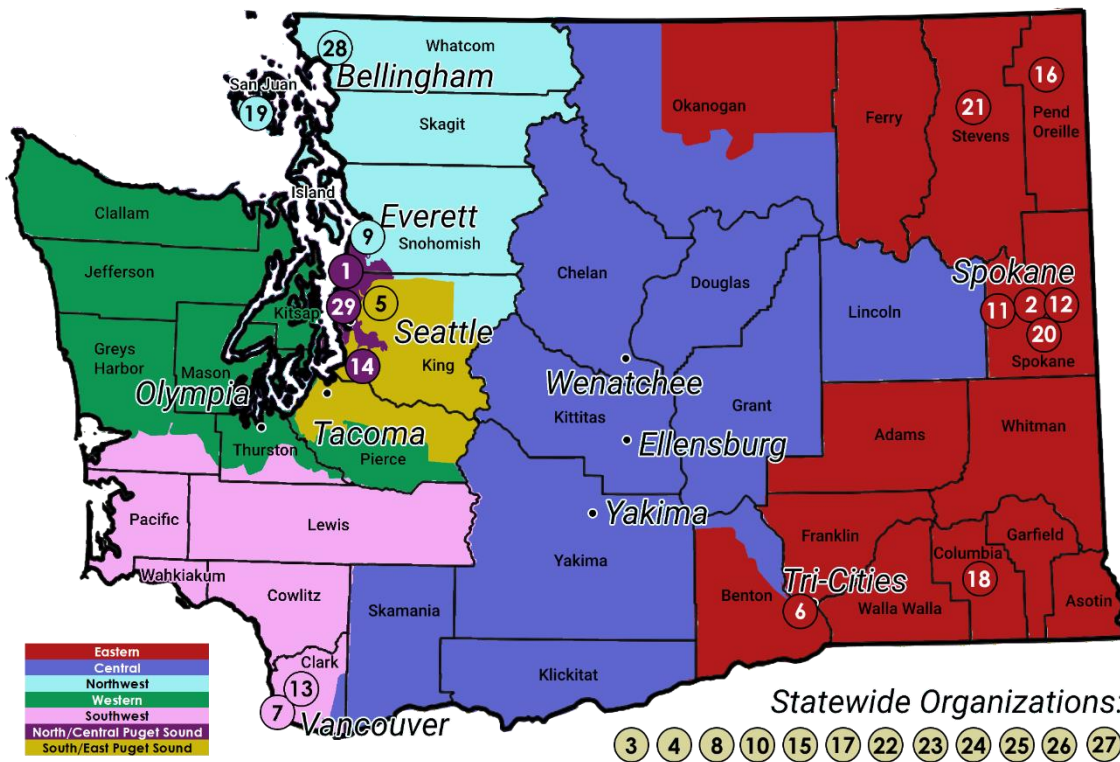 28
Whatcom
Bellingham
San Juan
19
Skagit
Okanogan
Ferry
21
Stevens
16
Pend
Oreille
Island
Everett
9
Snohomish
Clallam
Jefferson
1
29
5
Kitsap
Seattle
14
King
Chelan
Douglas
Lincoln
Spokane
11
2
12
20
Spokane
Greys
Harbor
Mason
Olympia
Tacoma
Thurston
Pierce
Wenatchee
Kittitas
Ellensburg
Grant
Adams
Whitman
Yakima
Yakima
Pacific
Lewis
Wahkiakum
Cowlitz
Skamania
Clark
13
7
Vancouver
Klickitat
Benton
Franklin
Tri-Cities
6
Walla Walla
Columbia
18
Garfield
Asotin
Eastern
Central
Northwest
Western
Southwest
North/Central Puget Sound
South/East Puget Sound
Statewide Organizations:
3 4 8 10 15 17 22 23 24 25 26 27